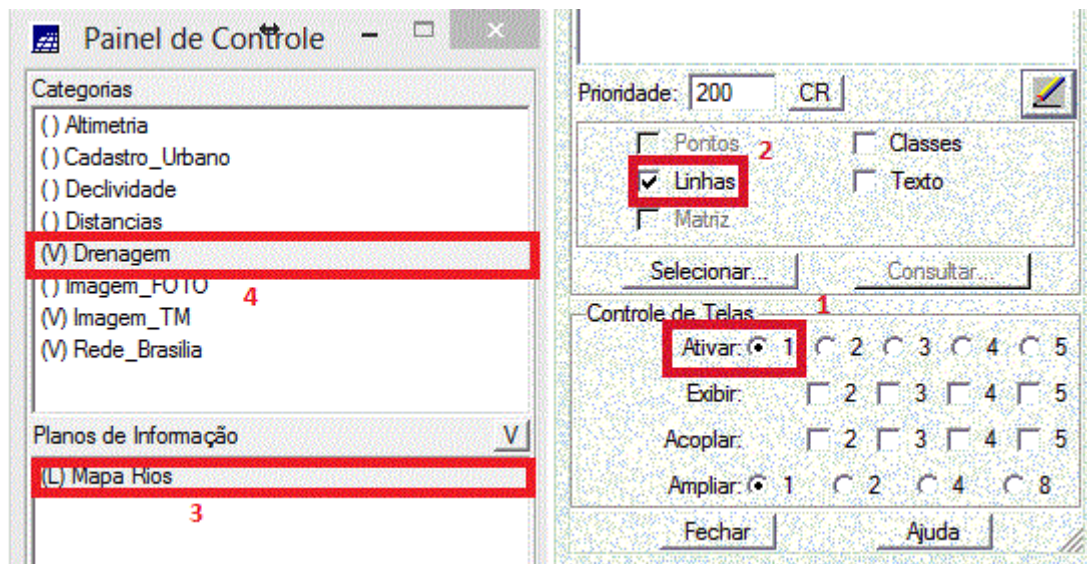 Painel de Controle
Categorias
( ) Altimetria
( ) Cadastro_Urbano
( ) Declividade
( ) Distancias
(V) Drenagem
( ) Imagem_FOTO
4
(V) Imagem_TM
(V) Rede_Brasilia
Planos de Informação V
(L) Mapa Rios
3
Prioridade: 200 CR
Pontos 2 Classes
Linhas Texto
Matriz
Selecionar... Consultar...
Controle de Telas 1
Ativar: 1 2 3 4 5
Exibir: 2 3 4 5
Acoplar: 2 3 4 5
Ampliar: 1 2 4 8
Fechar Ajuda